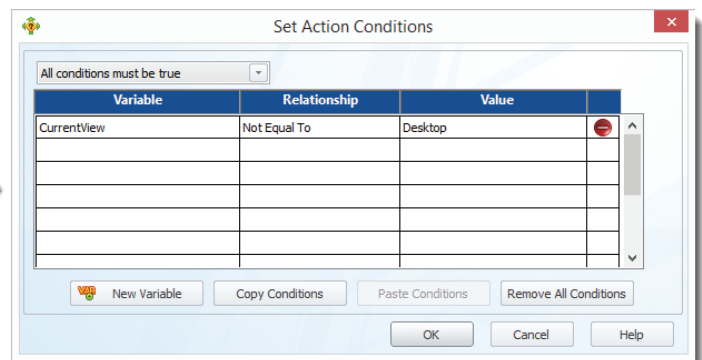 Set Action Conditions
All conditions must be true
Variable Relationship Value
CurrentView Not Equal To Desktop
VAR New Variable Copy Conditions Paste Conditions Remove All Conditions
OK Cancel Help